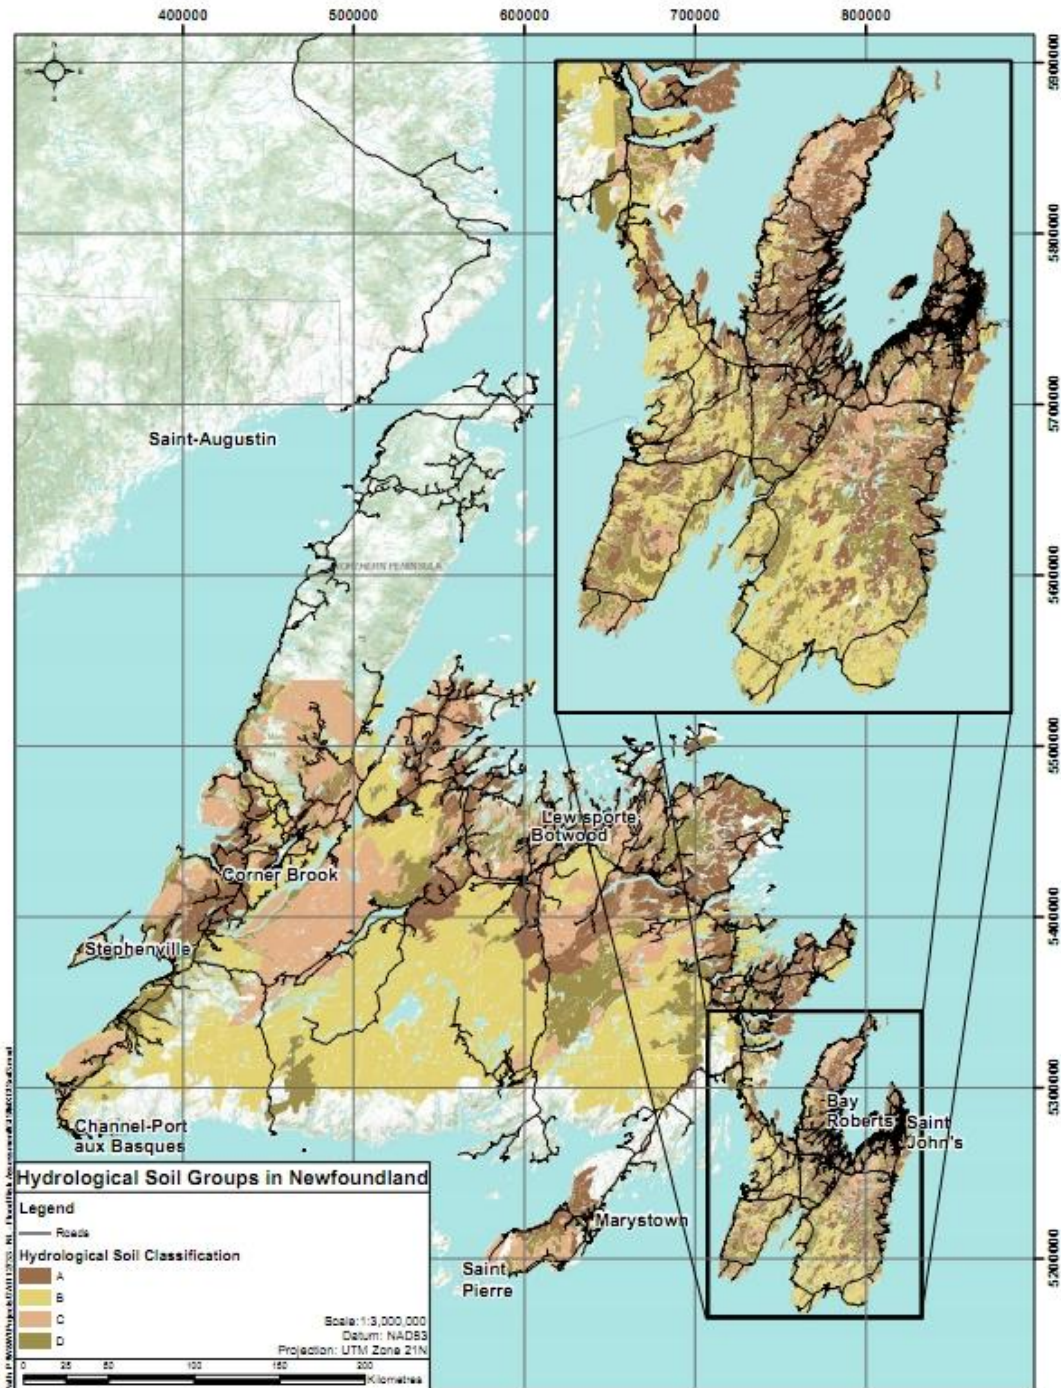 400000 500000 600000 700000 800000
5900000
5800000
5700000
5600000
5500000
5400000
5300000
5200000
Saint-Augustin
NORTHERN PENINSULA
Lewisporte
Botwood
Corner Brook
Stephenville
Channel-Port
aux Basques
Bay
Roberts
Saint
John's
Marystown
Saint
Pierre
Hydrological Soil Groups in Newfoundland
Legend
Roads
Hydrological Soil Classification
A
B
C
D
Scale:1:3,000,000
Datum: NAD83
Projection: UTM Zone 21N
0 25 50 100 150 200
Kilometres